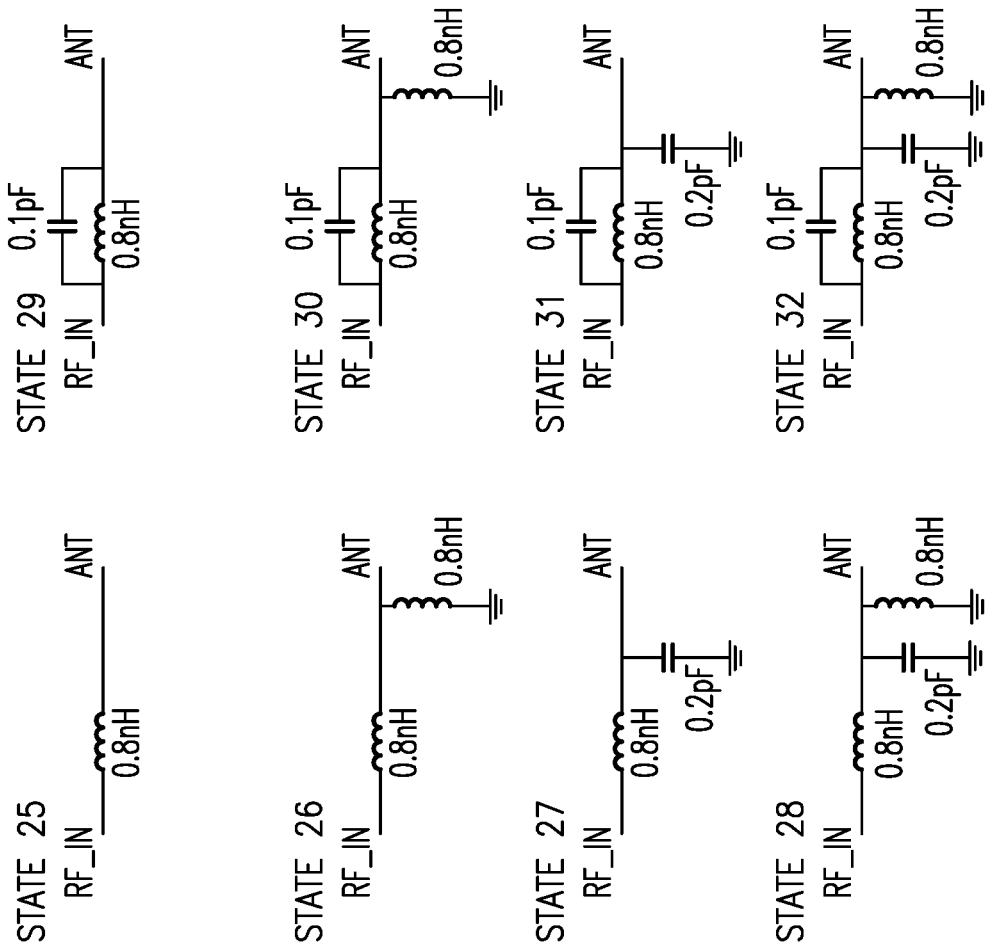 STATE 25
RF_IN
0.8nH
ANT
STATE 26
RF_IN
0.8nH
ANT
0.8nH
STATE 27
RF_IN
0.8nH
0.2pF
ANT
STATE 28
RF_IN
0.8nH
0.2pF
ANT
0.8nH
STATE 29
RF_IN
0.1pF
0.8nH
ANT
STATE 30
RF_IN
0.1pF
0.8nH
ANT
0.8nH
STATE 31
RF_IN
0.1pF
0.8nH
0.2pF
ANT
STATE 32
RF_IN
0.1pF
0.8nH
0.2pF
ANT
0.8nH